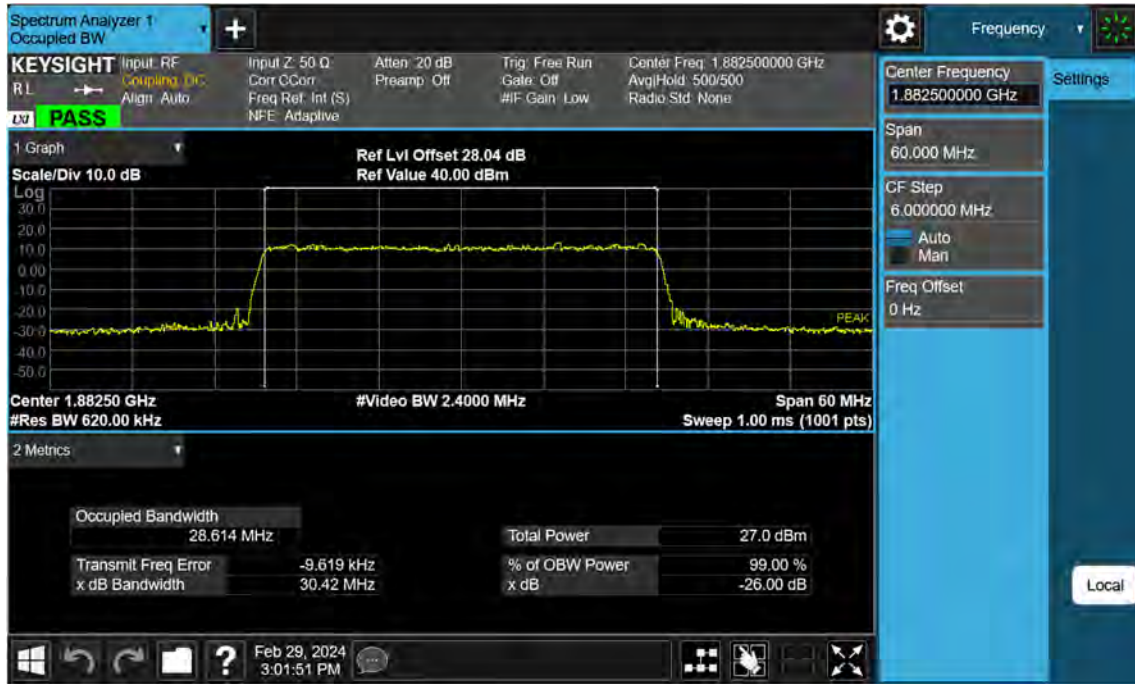 Spectrum Analyzer 1
Occupied BW
Frequency
KEYSIGHT
R L
LXI
PASS
Input: RF
Coupling: DC
Align: Auto
Input Z: 50 Ω
Corr CCorr
Freq Ref: Int (S)
NFE: Adaptive
Atten: 20 dB
Preamp: Off
Trig: Free Run
Gate: Off
#IF Gain: Low
Center Freq: 1.882500000 GHz
Avg|Hold: 500/500
Radio Std: None
Center Frequency
1.882500000 GHz
Settings
Span
60.000 MHz
CF Step
6.000000 MHz
Auto
Man
Freq Offset
0 Hz
Local
1 Graph
Ref Lvl Offset 28.04 dB
Scale/Div 10.0 dB
Ref Value 40.00 dBm
Log
30.0
20.0
10.0
0.00
-10.0
-20.0
-30.0
-40.0
-50.0
PEAK
Center 1.88250 GHz
#Video BW 2.4000 MHz
Span 60 MHz
#Res BW 620.00 kHz
Sweep 1.00 ms (1001 pts)
2 Metrics
Occupied Bandwidth
28.614 MHz
Total Power 27.0 dBm
Transmit Freq Error -9.619 kHz
% of OBW Power 99.00 %
x dB Bandwidth 30.42 MHz
x dB -26.00 dB
?
Feb 29, 2024
3:01:51 PM